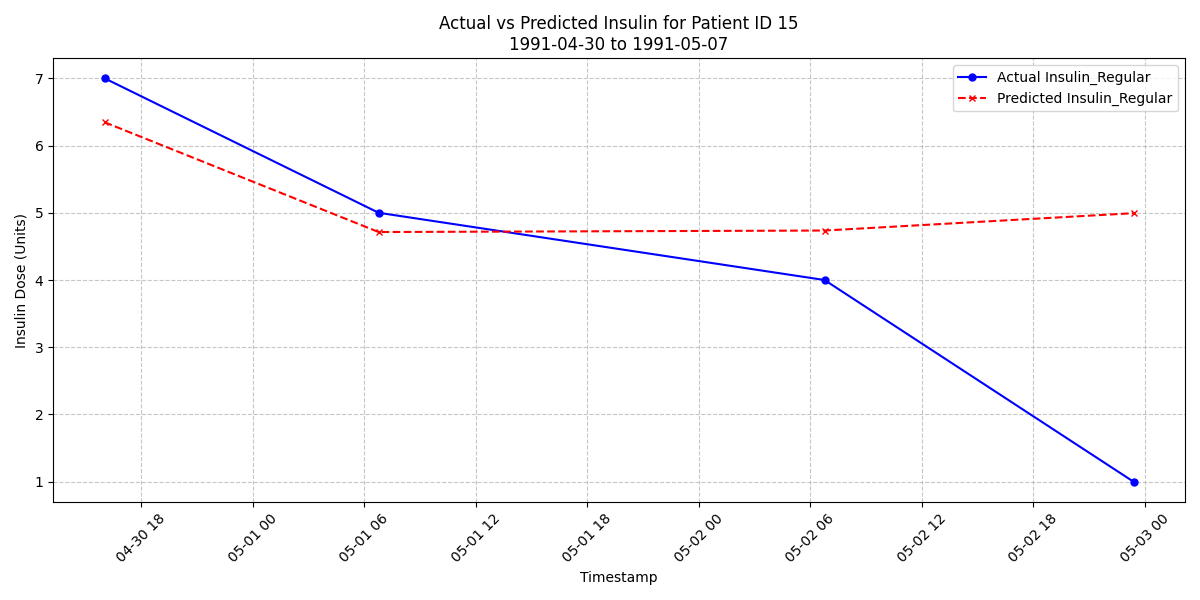 Actual vs Predicted Insulin for Patient ID 15
1991-04-30 to 1991-05-07
Actual Insulin_Regular
Predicted Insulin_Regular
Insulin Dose (Units)
7
6
5
4
3
2
1
04-30 18
05-01 00
05-01 06
05-01 12
05-01 18
05-02 00
05-02 06
05-02 12
05-02 18
05-03 00
Timestamp